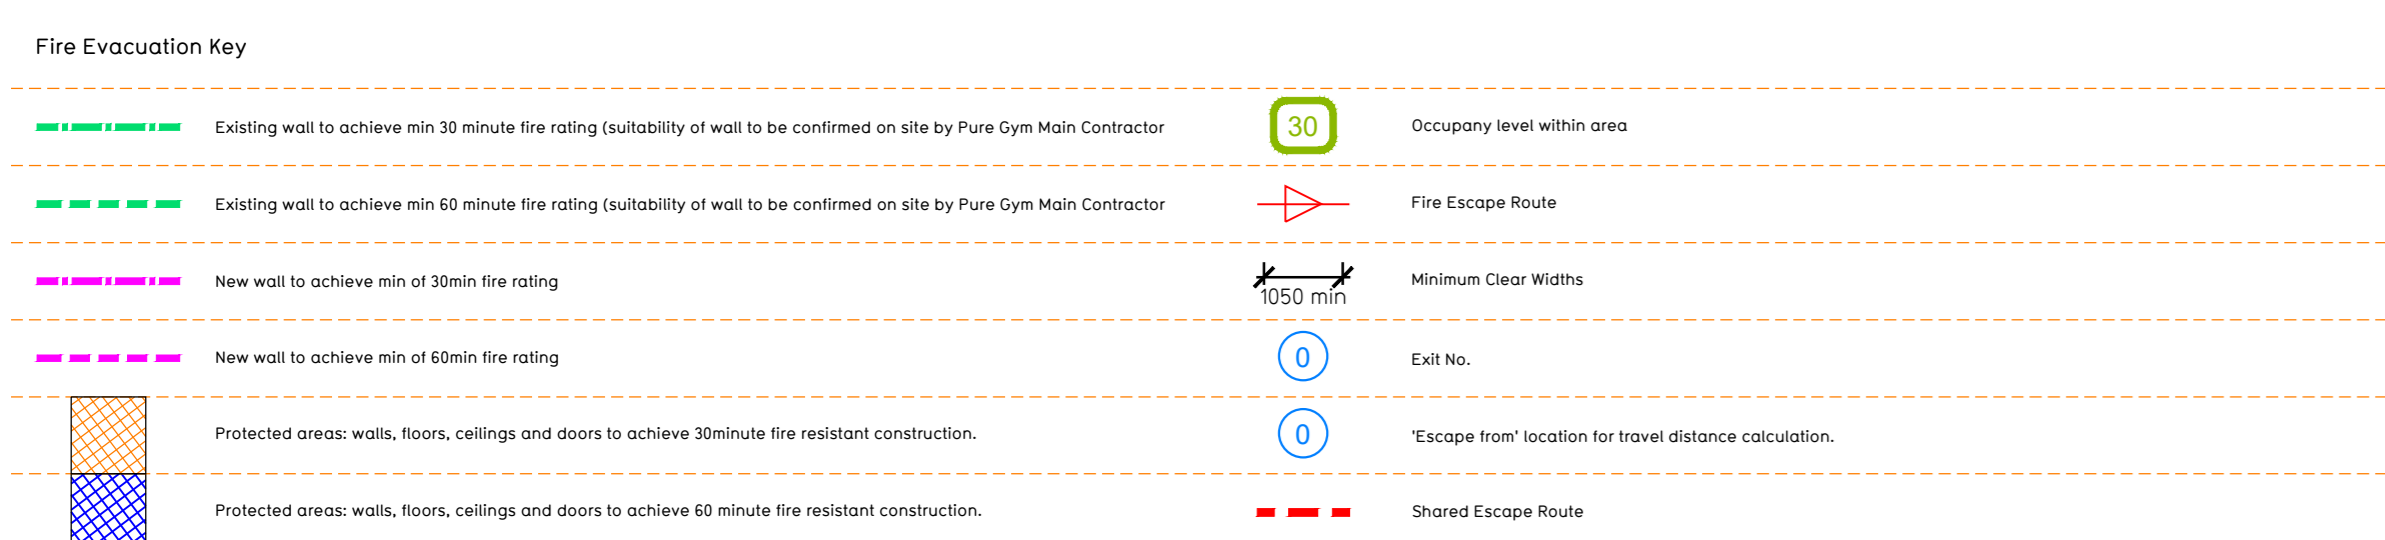 Fire Evacuation Key
Existing wall to achieve min 30 minute fire rating (suitability of wall to be confirmed on site by Pure Gym Main Contractor
30
Occupany level within area
Existing wall to achieve min 60 minute fire rating (suitability of wall to be confirmed on site by Pure Gym Main Contractor
Fire Escape Route
New wall to achieve min of 30min fire rating
1050 min
Minimum Clear Widths
New wall to achieve min of 60min fire rating
0
Exit No.
Protected areas: walls, floors, ceilings and doors to achieve 30minute fire resistant construction.
0
'Escape from' location for travel distance calculation.
Protected areas: walls, floors, ceilings and doors to achieve 60 minute fire resistant construction.
Shared Escape Route